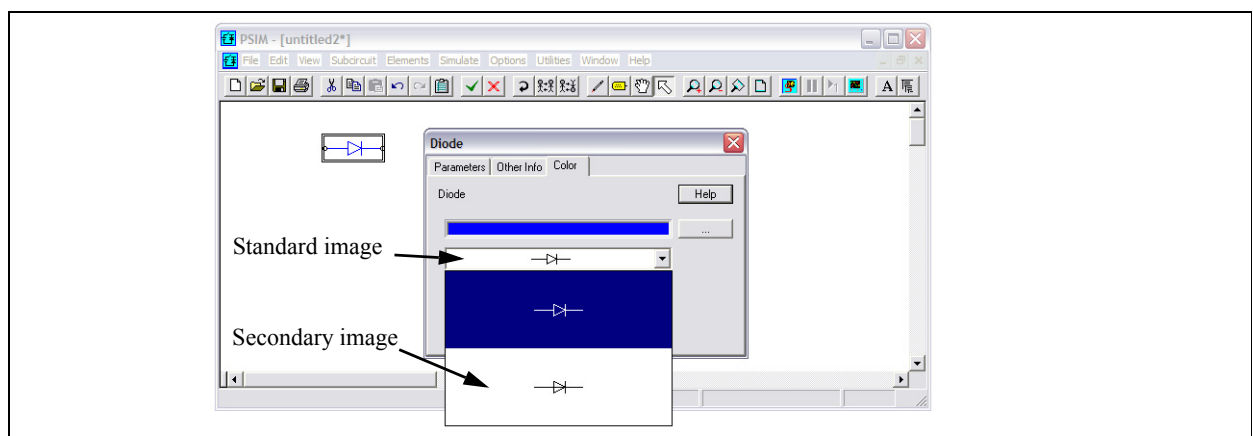 PSIM - [untitled2*]
File Edit View Subcircuit Elements Simulate Options Utilities Window Help
Diode
Parameters Other Info Color
Diode Help
...
Standard image
Secondary image